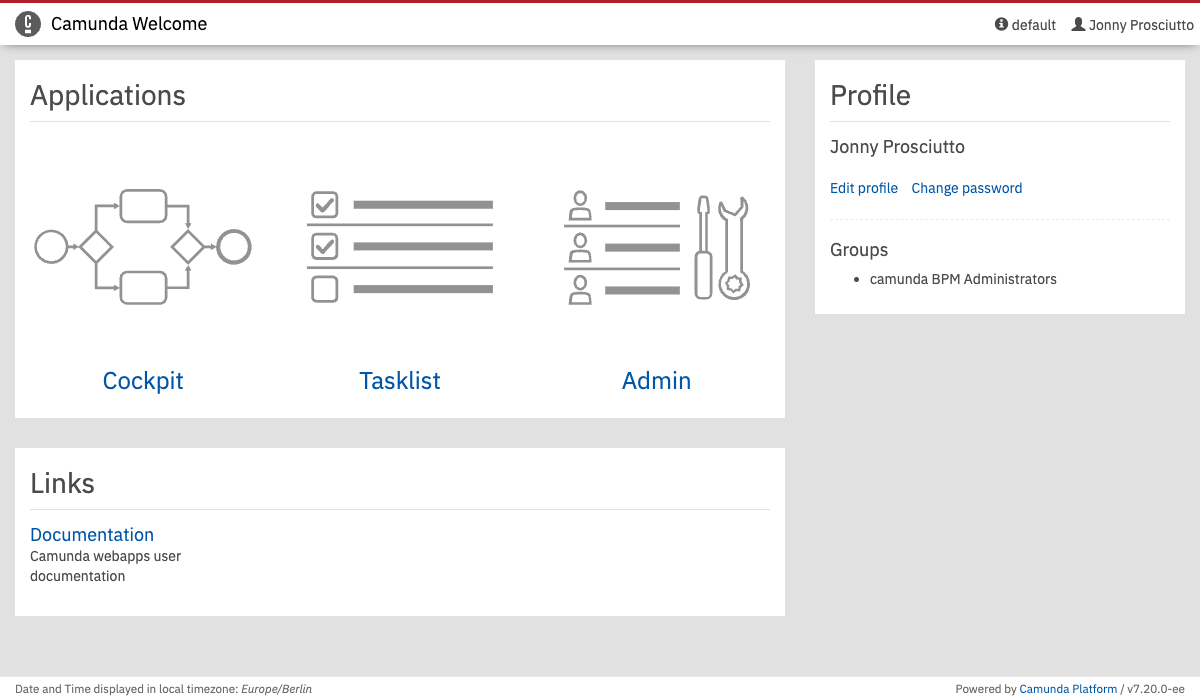 Camunda Welcome
default Jonny Prosciutto
Applications
Cockpit
Tasklist
Admin
Profile
Jonny Prosciutto
Edit profile Change password
Groups
camunda BPM Administrators
Links
Documentation
Camunda webapps user
documentation
Date and Time displayed in local timezone: Europe/Berlin
Powered by Camunda Platform / v7.20.0-ee